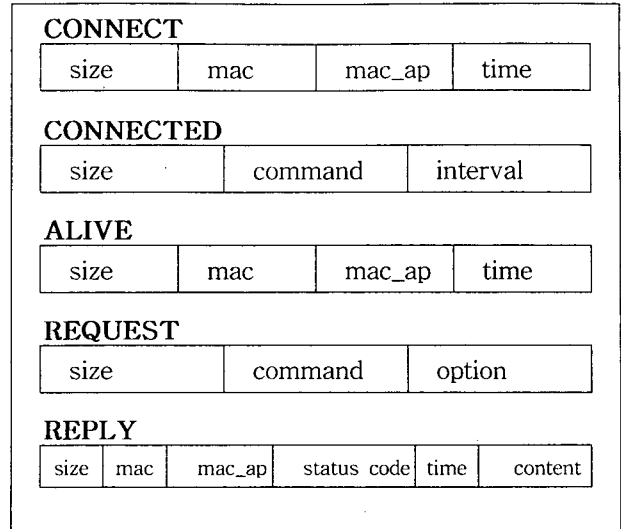 CONNECT
size mac mac_ap time
CONNECTED
size command interval
ALIVE
size mac mac_ap time
REQUEST
size command option
REPLY
size mac mac_ap status code time content